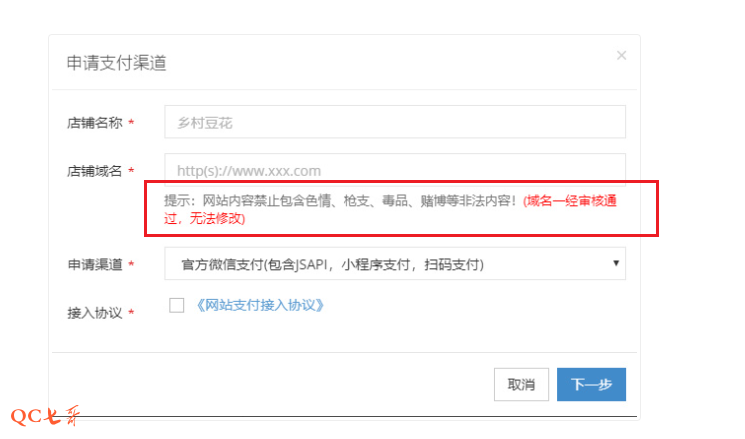 申请支付渠道 ×
店铺名称 * 乡村豆花
店铺域名 * http(s)://www.xxx.com
提示：网站内容禁止包含色情、枪支、毒品、赌博等非法内容！(域名一经审核通
过，无法修改)
申请渠道 * 官方微信支付(包含JSAPI，小程序支付，扫码支付) ▼
接入协议 * 《网站支付接入协议》
取消 下一步
QC七哥